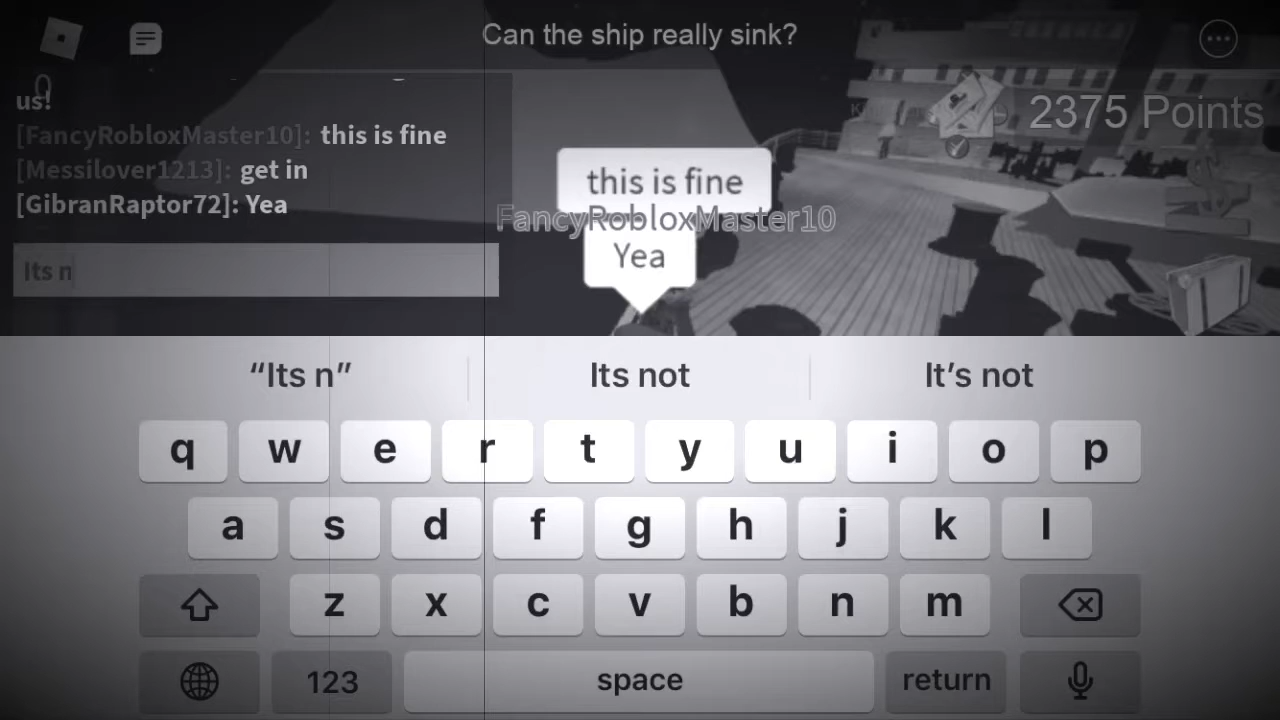 Can the ship really sink?
0
us!
2375 Points
[FancyRobloxMaster10]: this is fine
[Messilover1213]: get in
[GibranRaptor72]: Yea
this is fine
FancyRobloxMaster10
Yea
Its n
“Its n” Its not It’s not
q w e r t y u i o p
a s d f g h j k l
z x c v b n m
123 space return